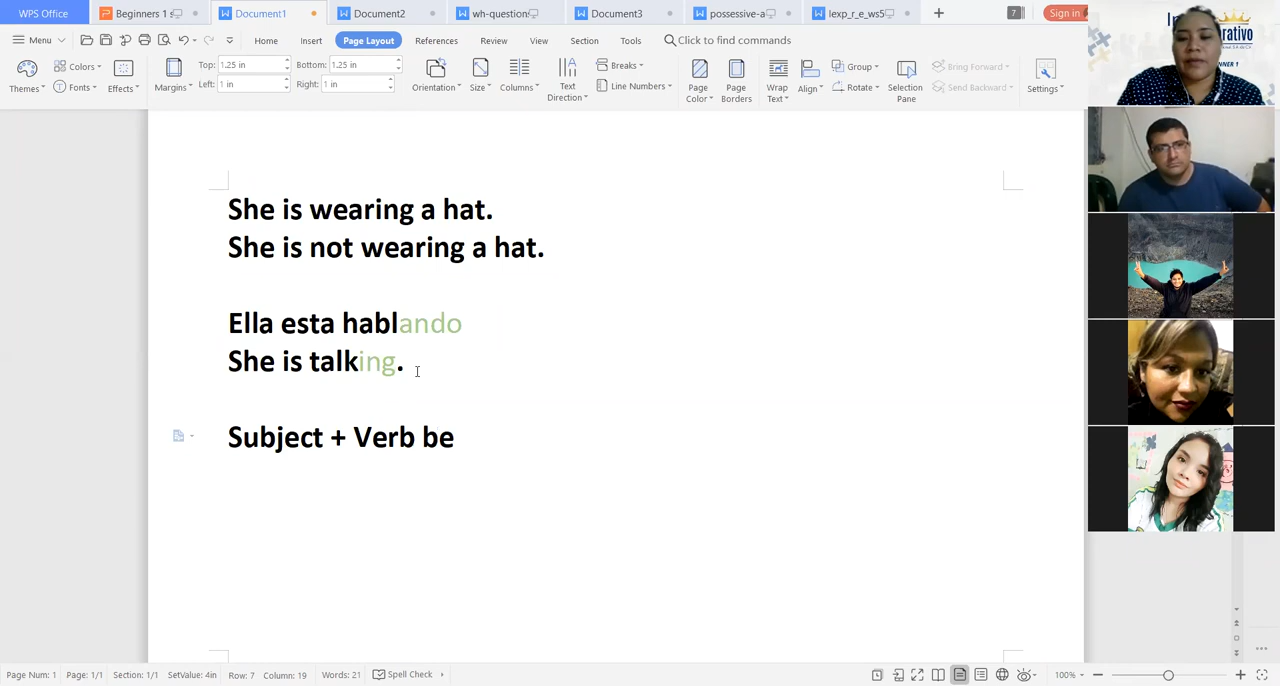 WPS Office
Beginners 1 s
Document1
Document2
wh-question
Document3
possessive-a
lexp_r_e_ws5
7
Sign in
Menu
Home
Insert
Page Layout
References
Review
View
Section
Tools
Click to find commands
Themes
Colors
Fonts
Effects
Margins
Top: 1.25 in
Bottom: 1.25 in
Left: 1 in
Right: 1 in
Orientation
Size
Columns
Text Direction
Breaks
Line Numbers
Page Color
Page Borders
Wrap Text
Align
Group
Rotate
Selection Pane
Bring Forward
Send Backward
Settings
She is wearing a hat.
She is not wearing a hat.
Ella esta hablando
She is talking.
Subject + Verb be
Page Num: 1
Page: 1/1
Section: 1/1
SetValue: 4in
Row: 7
Column: 19
Words: 21
Spell Check
100%